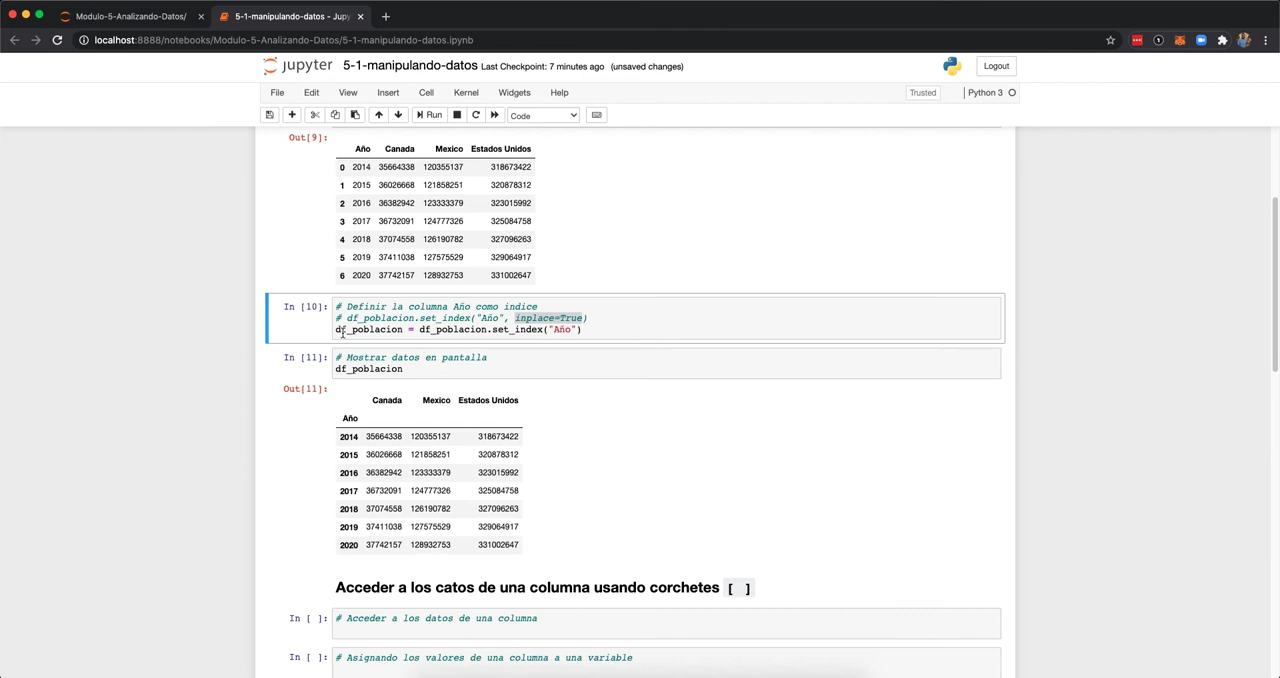 Modulo-5-Analizando-Datos/
5-1-manipulando-datos - Jupy
localhost:8888/notebooks/Modulo-5-Analizando-Datos/5-1-manipulando-datos.ipynb
jupyter 5-1-manipulando-datos Last Checkpoint: 7 minutes ago (unsaved changes) Logout
File Edit View Insert Cell Kernel Widgets Help Trusted Python 3
Run Code
Out[9]:
Año Canada Mexico Estados Unidos
0 2014 35664338 120355137 318673422
1 2015 36026668 121858251 320878312
2 2016 36382942 123333379 323015992
3 2017 36732091 124777326 325084758
4 2018 37074558 126190782 327096263
5 2019 37411038 127575529 329064917
6 2020 37742157 128932753 331002647
In [10]: # Definir la columna Año como indice
# df_poblacion.set_index("Año", inplace=True)
df_poblacion = df_poblacion.set_index("Año")
In [11]: # Mostrar datos en pantalla
df_poblacion
Out[11]:
Canada Mexico Estados Unidos
Año
2014 35664338 120355137 318673422
2015 36026668 121858251 320878312
2016 36382942 123333379 323015992
2017 36732091 124777326 325084758
2018 37074558 126190782 327096263
2019 37411038 127575529 329064917
2020 37742157 128932753 331002647
Acceder a los catos de una columna usando corchetes [ ]
In [ ]: # Acceder a los datos de una columna
In [ ]: # Asignando los valores de una columna a una variable